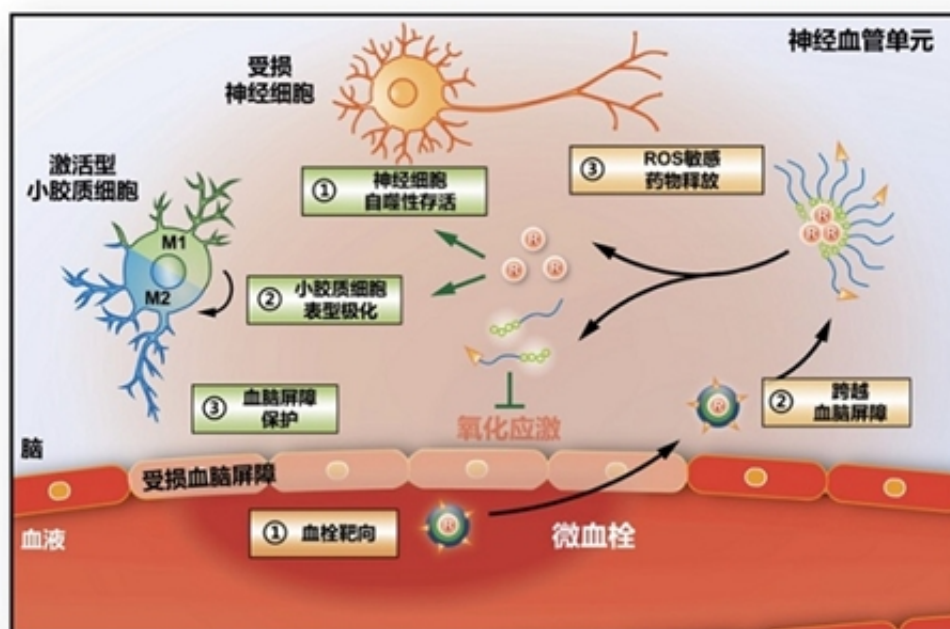 神经血管单元
受损
神经细胞
激活型
小胶质细胞
① 神经细胞
自噬性存活
③ ROS敏感
药物释放
M1
M2
R
R R
R
R R
② 小胶质细胞
表型极化
③ 血脑屏障
保护
氧化应激
R
② 跨越
血脑屏障
脑
受损血脑屏障
血液
① 血栓靶向
R
微血栓